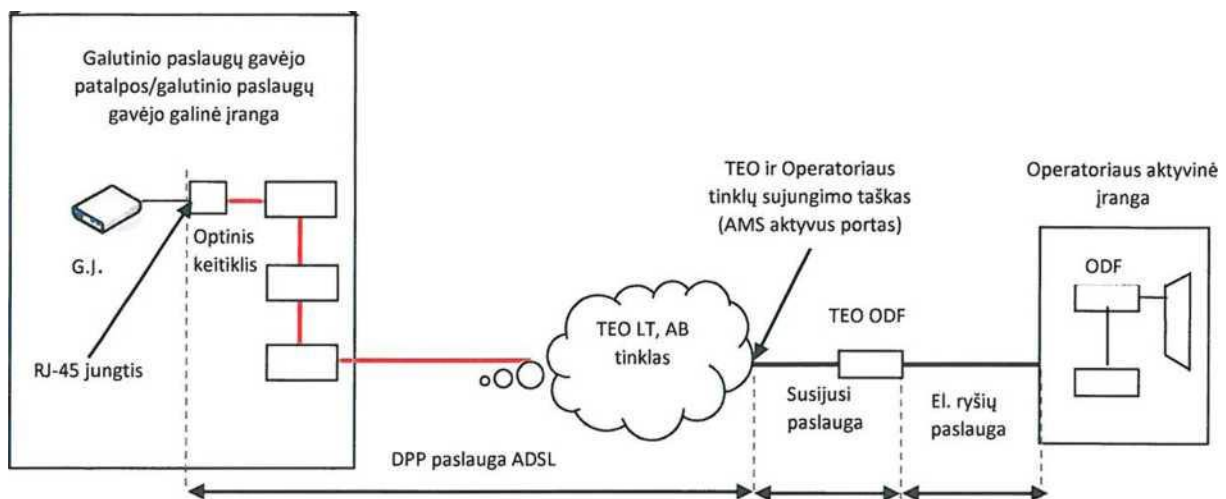 Galutinio paslaugų gavėjo
patalpos/galutinio paslaugų
gavėjo galinė įranga
G.J.
Optinis
keitiklis
RJ-45 jungtis
TEO LT, AB
tinklas
TEO ir Operatoriaus
tinklų sujungimo taškas
(AMS aktyvus portas)
TEO ODF
Operatoriaus aktyvinė
įranga
ODF
Susijusi
paslauga
El. ryšių
paslauga
DPP paslauga ADSL